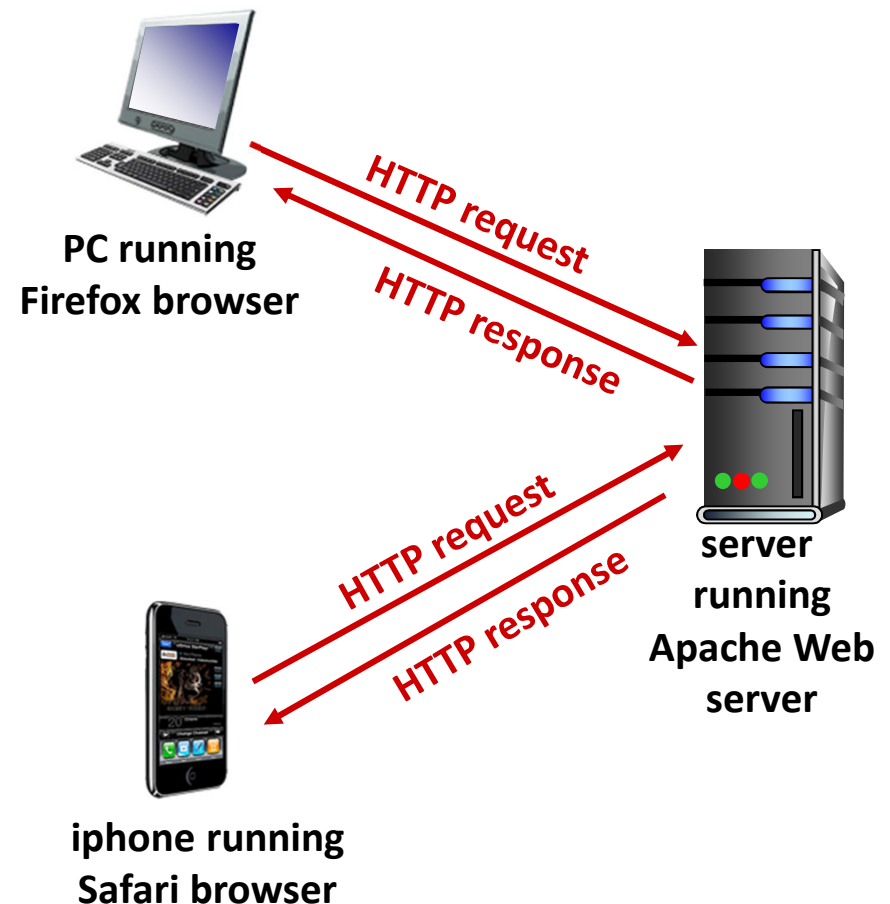 HTTP request
HTTP response
PC running
Firefox browser
HTTP request
HTTP response
server
running
Apache Web
server
iphone running
Safari browser